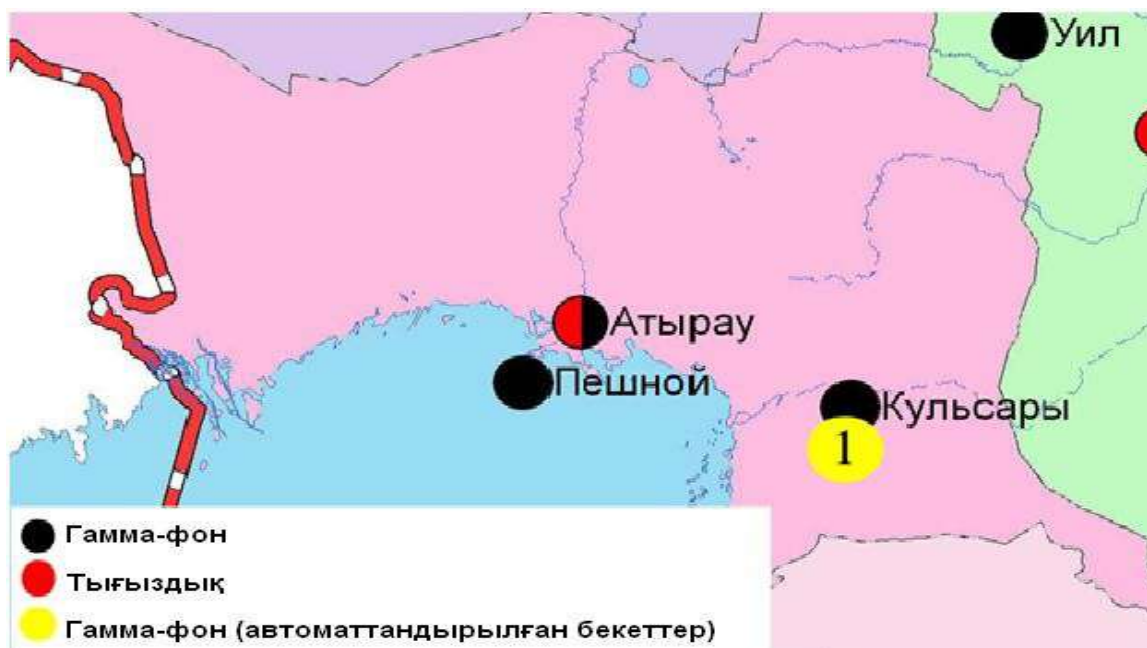 Уил
Атырау
Пешной
Кульсары
1
Гамма-фон
Тығыздық
Гамма-фон (автоматтандырылған бекеттер)